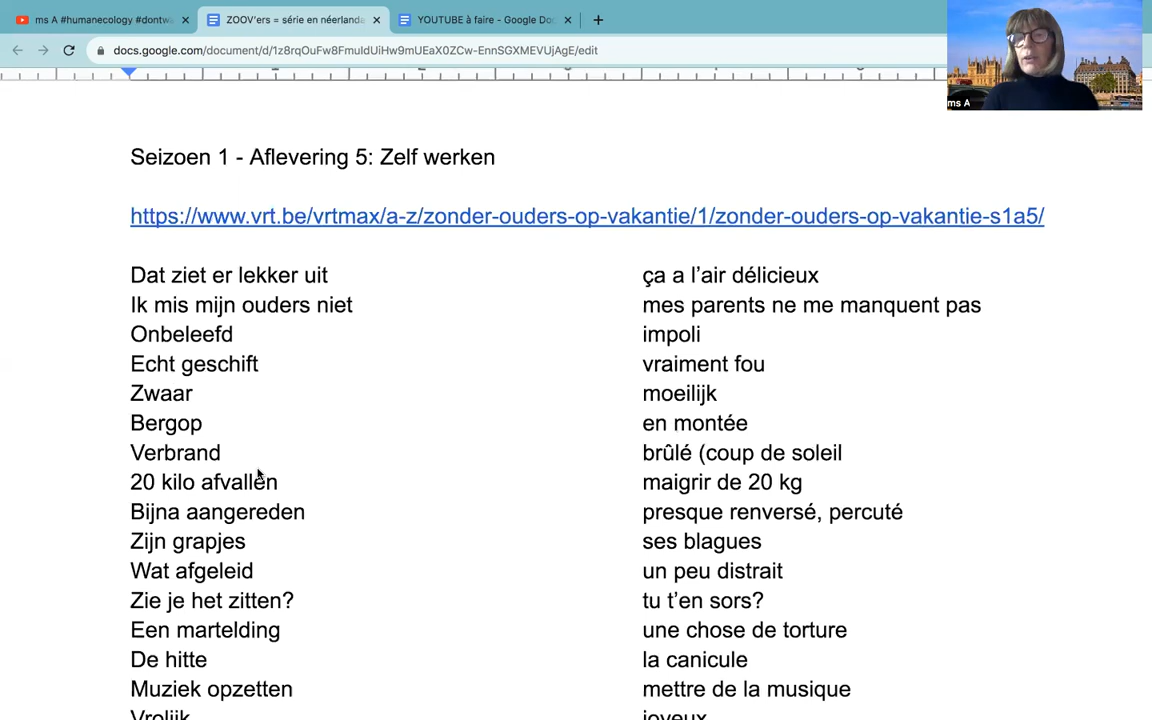 ms A #humanecology #dontwa
ZOOV'ers = série en néerlanda
YOUTUBE à faire - Google Doc
docs.google.com/document/d/1z8rqOuFw8FmuIdUiHw9mUEaX0ZCw-EnnSGXMEVUjAgE/edit
ms A
Seizoen 1 - Aflevering 5: Zelf werken
https://www.vrt.be/vrtmax/a-z/zonder-ouders-op-vakantie/1/zonder-ouders-op-vakantie-s1a5/
Dat ziet er lekker uit ça a l’air délicieux
Ik mis mijn ouders niet mes parents ne me manquent pas
Onbeleefd impoli
Echt geschift vraiment fou
Zwaar moeilijk
Bergop en montée
Verbrand brûlé (coup de soleil
20 kilo afvallen maigrir de 20 kg
Bijna aangereden presque renversé, percuté
Zijn grapjes ses blagues
Wat afgeleid un peu distrait
Zie je het zitten? tu t’en sors?
Een martelding une chose de torture
De hitte la canicule
Muziek opzetten mettre de la musique
Vrolijk joyeux